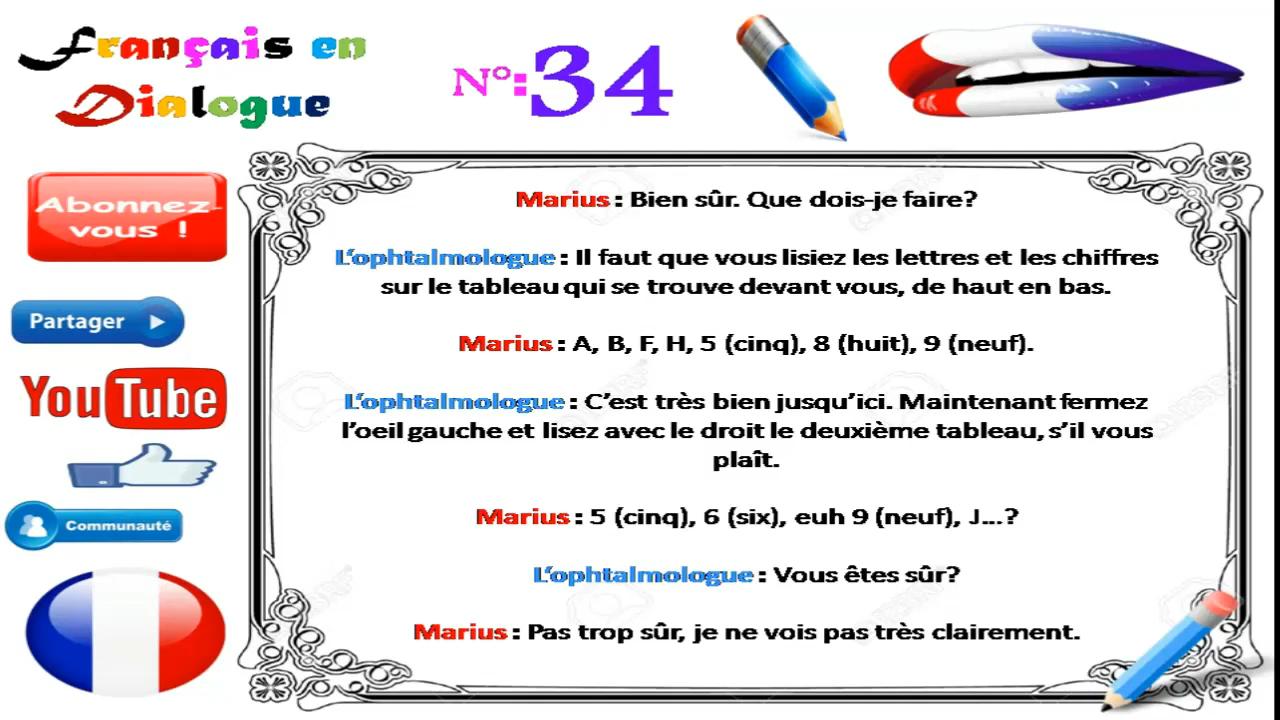 Français en
Dialogue
N°:34
Abonnez-
vous !
Partager
YouTube
Communauté
Marius : Bien sûr. Que dois-je faire?
L‘ophtalmologue : Il faut que vous lisiez les lettres et les chiffres
sur le tableau qui se trouve devant vous, de haut en bas.
Marius : A, B, F, H, 5 (cinq), 8 (huit), 9 (neuf).
L‘ophtalmologue : C’est très bien jusqu’ici. Maintenant fermez
l’oeil gauche et lisez avec le droit le deuxième tableau, s’il vous
plaît.
Marius : 5 (cinq), 6 (six), euh 9 (neuf), J...?
L‘ophtalmologue : Vous êtes sûr?
Marius : Pas trop sûr, je ne vois pas très clairement.